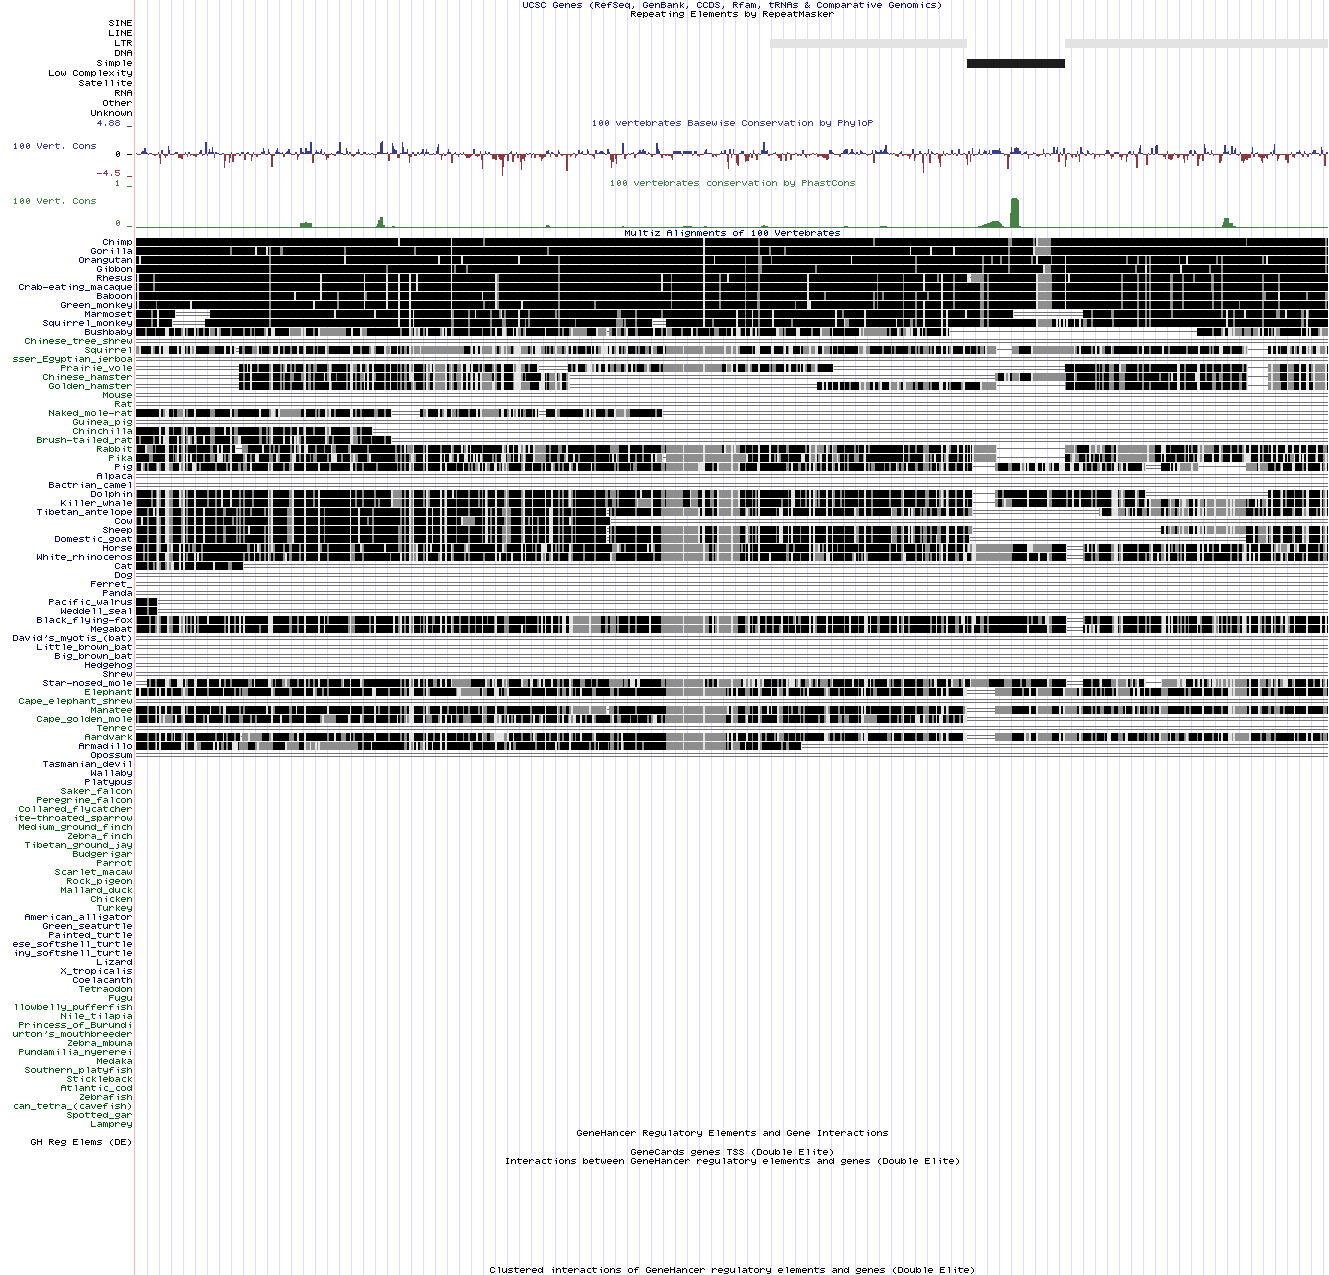 UCSC Genes (RefSeq, GenBank, CCDS, Rfam, tRNAs & Comparative Genomics)
Repeating Elements by RepeatMasker
SINE
LINE
LTR
DNA
Simple
Low Complexity
Satellite
RNA
Other
Unknown
100 vertebrates Basewise Conservation by PhyloP
4.88 _
100 Vert. Cons
0 _
-4.5 _
100 vertebrates conservation by PhastCons
1 _
100 Vert. Cons
0 _
Multiz Alignments of 100 Vertebrates
Chimp
Gorilla
Orangutan
Gibbon
Rhesus
Crab-eating_macaque
Baboon
Green_monkey
Marmoset
Squirrel_monkey
Bushbaby
Chinese_tree_shrew
Squirrel
sser_Egyptian_jerboa
Prairie_vole
Chinese_hamster
Golden_hamster
Mouse
Rat
Naked_mole-rat
Guinea_pig
Chinchilla
Brush-tailed_rat
Rabbit
Pika
Pig
Alpaca
Bactrian_camel
Dolphin
Killer_whale
Tibetan_antelope
Cow
Sheep
Domestic_goat
Horse
White_rhinoceros
Cat
Dog
Ferret_
Panda
Pacific_walrus
Weddell_seal
Black_flying-fox
Megabat
David's_myotis_(bat)
Little_brown_bat
Big_brown_bat
Hedgehog
Shrew
Star-nosed_mole
Elephant
Cape_elephant_shrew
Manatee
Cape_golden_mole
Tenrec
Aardvark
Armadillo
Opossum
Tasmanian_devil
Wallaby
Platypus
Saker_falcon
Peregrine_falcon
Collared_flycatcher
ite-throated_sparrow
Medium_ground_finch
Zebra_finch
Tibetan_ground_jay
Budgerigar
Parrot
Scarlet_macaw
Rock_pigeon
Mallard_duck
Chicken
Turkey
American_alligator
Green_seaturtle
Painted_turtle
ese_softshell_turtle
iny_softshell_turtle
Lizard
X_tropicalis
Coelacanth
Tetraodon
Fugu
llowbelly_pufferfish
Nile_tilapia
Princess_of_Burundi
urton's_mouthbreeder
Zebra_mbuna
Pundamilia_nyererei
Medaka
Southern_platyfish
Stickleback
Atlantic_cod
Zebrafish
can_tetra_(cavefish)
Spotted_gar
Lamprey
GeneHancer Regulatory Elements and Gene Interactions
GH Reg Elems (DE)
GeneCards genes TSS (Double Elite)
Interactions between GeneHancer regulatory elements and genes (Double Elite)
Clustered interactions of GeneHancer regulatory elements and genes (Double Elite)